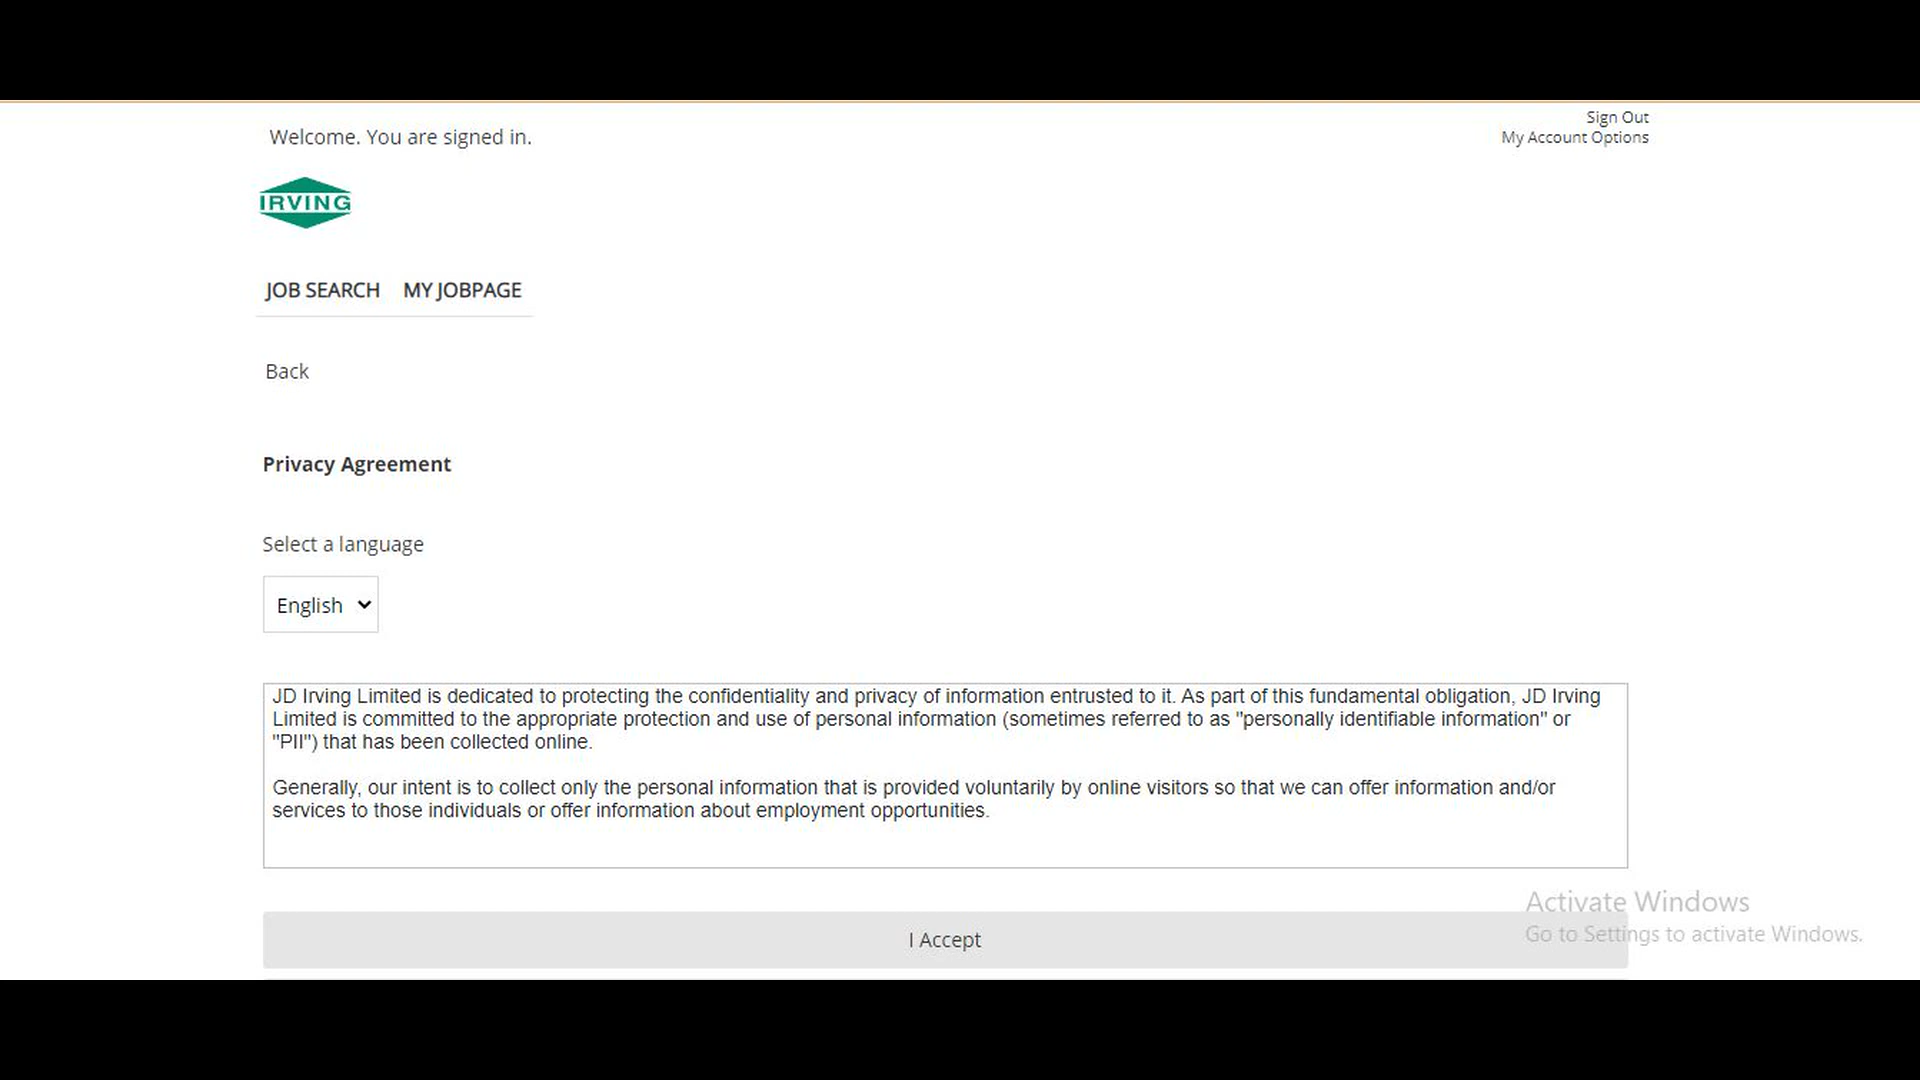 Welcome. You are signed in.
Sign Out
My Account Options
IRVING
JOB SEARCH MY JOBPAGE
Back
Privacy Agreement
Select a language
English
JD Irving Limited is dedicated to protecting the confidentiality and privacy of information entrusted to it. As part of this fundamental obligation, JD Irving
Limited is committed to the appropriate protection and use of personal information (sometimes referred to as "personally identifiable information" or
"PII") that has been collected online.
Generally, our intent is to collect only the personal information that is provided voluntarily by online visitors so that we can offer information and/or
services to those individuals or offer information about employment opportunities.
I Accept
Activate Windows
Go to Settings to activate Windows.